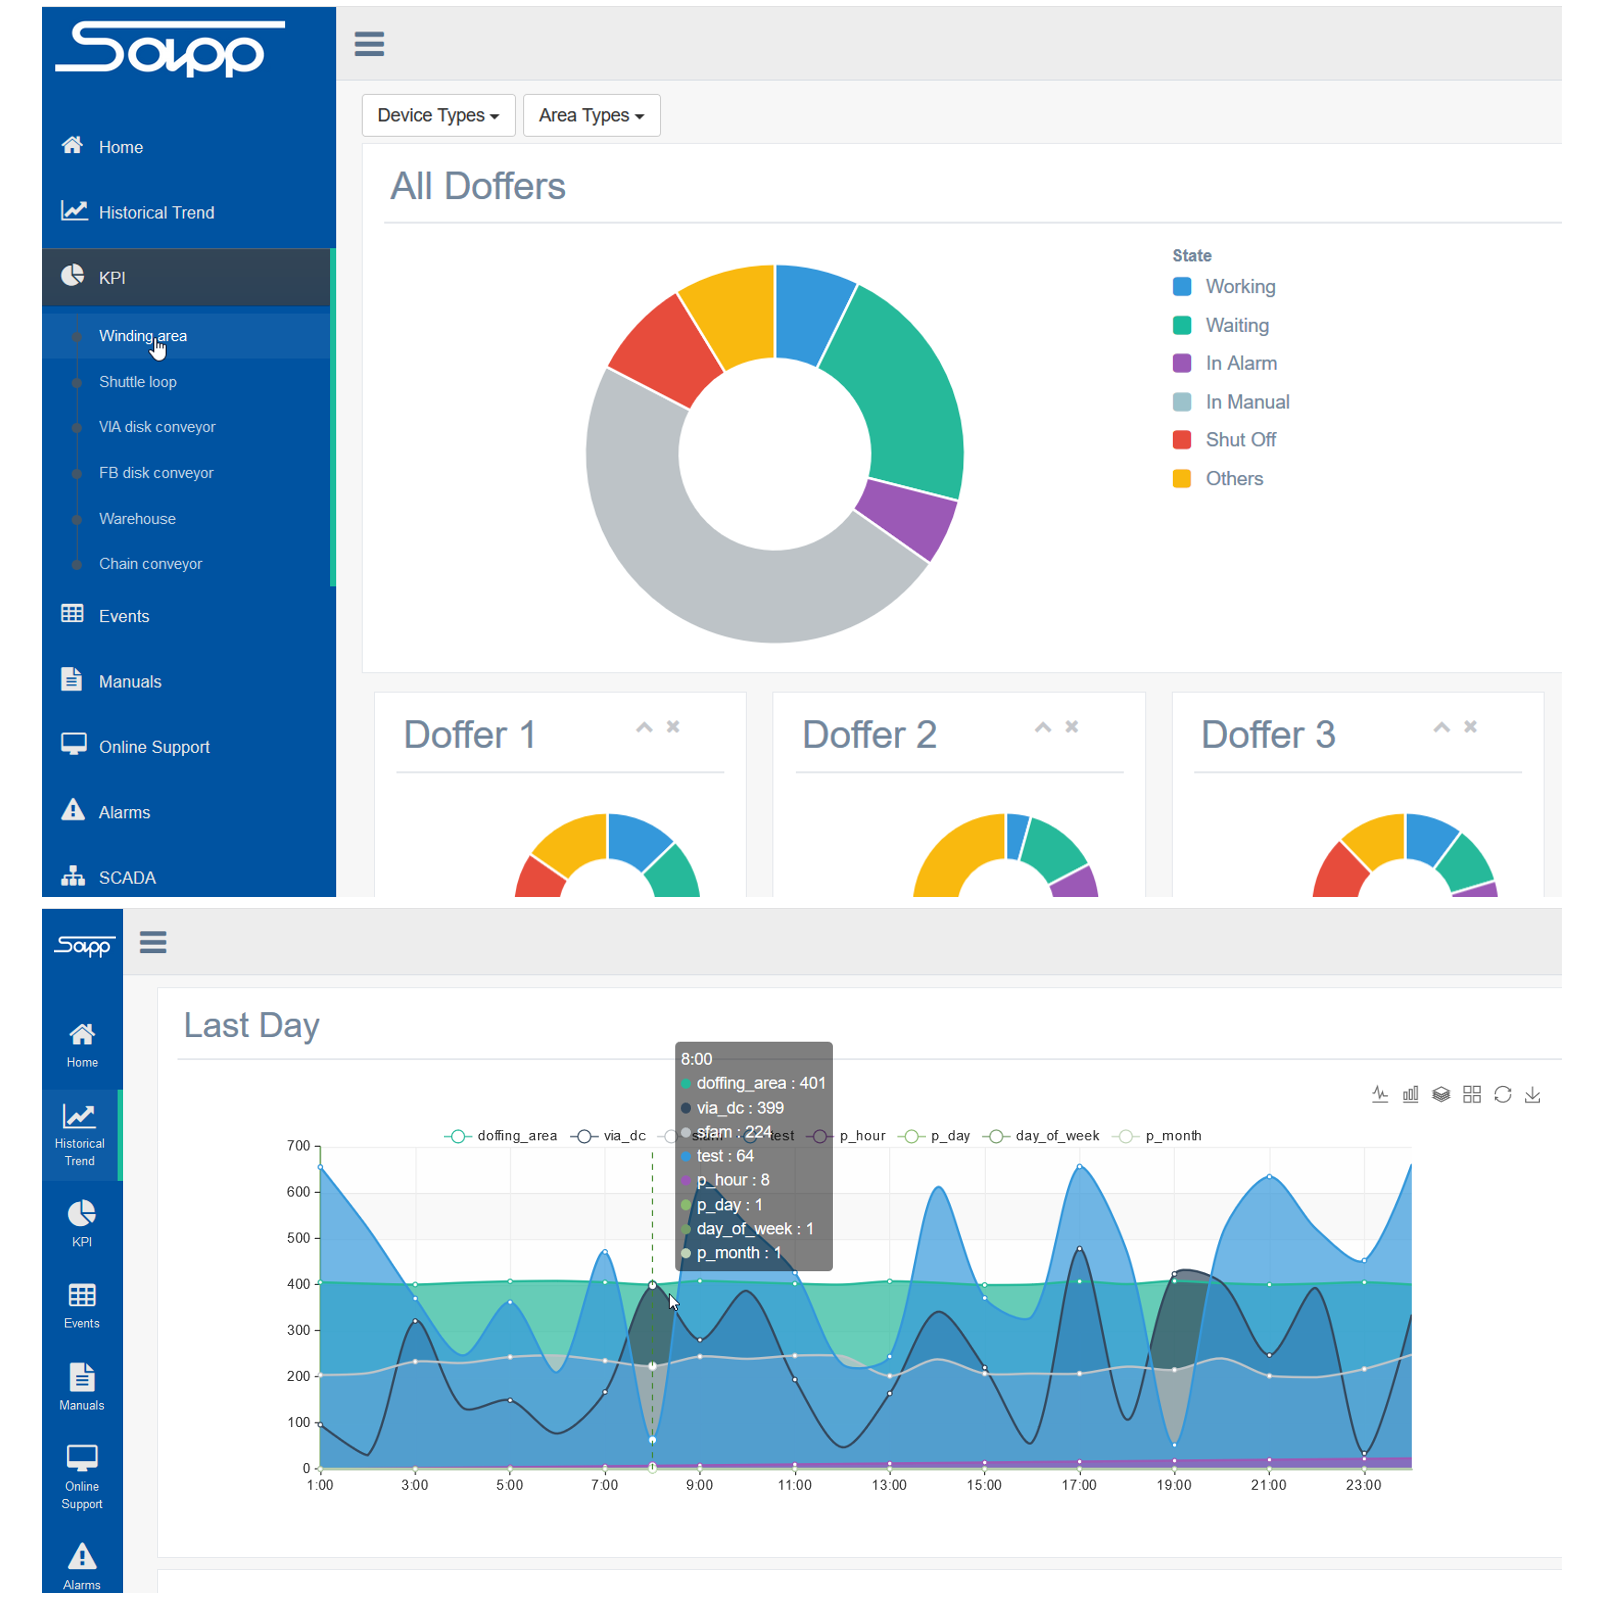 Sapp
Device Types
Area Types
Home
Historical Trend
KPI
Winding area
Shuttle loop
VIA disk conveyor
FB disk conveyor
Warehouse
Chain conveyor
Events
Manuals
Online Support
Alarms
SCADA
All Doffers
State
Working
Waiting
In Alarm
In Manual
Shut Off
Others
Doffer 1
Doffer 2
Doffer 3
Sapp
Home
Historical
Trend
KPI
Events
Manuals
Online
Support
Alarms
Last Day
8:00
doffing_area : 401
via_dc : 399
sfam : 224
test : 64
p_hour : 8
p_day : 1
day_of_week : 1
p_month : 1
doffing_area via_dc sfam test p_hour p_day day_of_week p_month
700
600
500
400
300
200
100
0
1:00 3:00 5:00 7:00 9:00 11:00 13:00 15:00 17:00 19:00 21:00 23:00